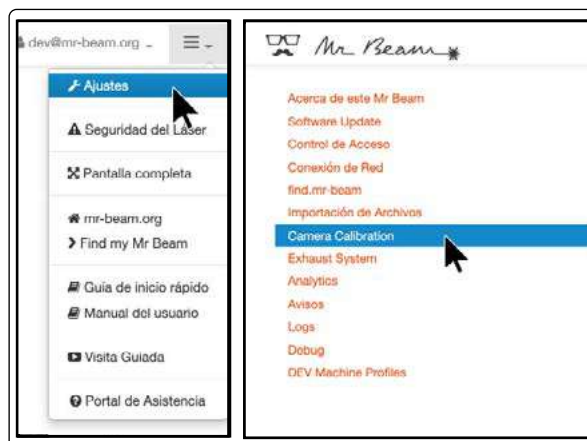 dev@mr-beam.org
Ajustes
Seguridad del Láser
Pantalla completa
mr-beam.org
Find my Mr Beam
Guía de inicio rápido
Manual del usuario
Visita Guiada
Portal de Asistencia
Mr Beam
Acerca de este Mr Beam
Software Update
Control de Acceso
Conexión de Red
find.mr-beam
Importación de Archivos
Camera Calibration
Exhaust System
Analytics
Avisos
Logs
Debug
DEV Machine Profiles